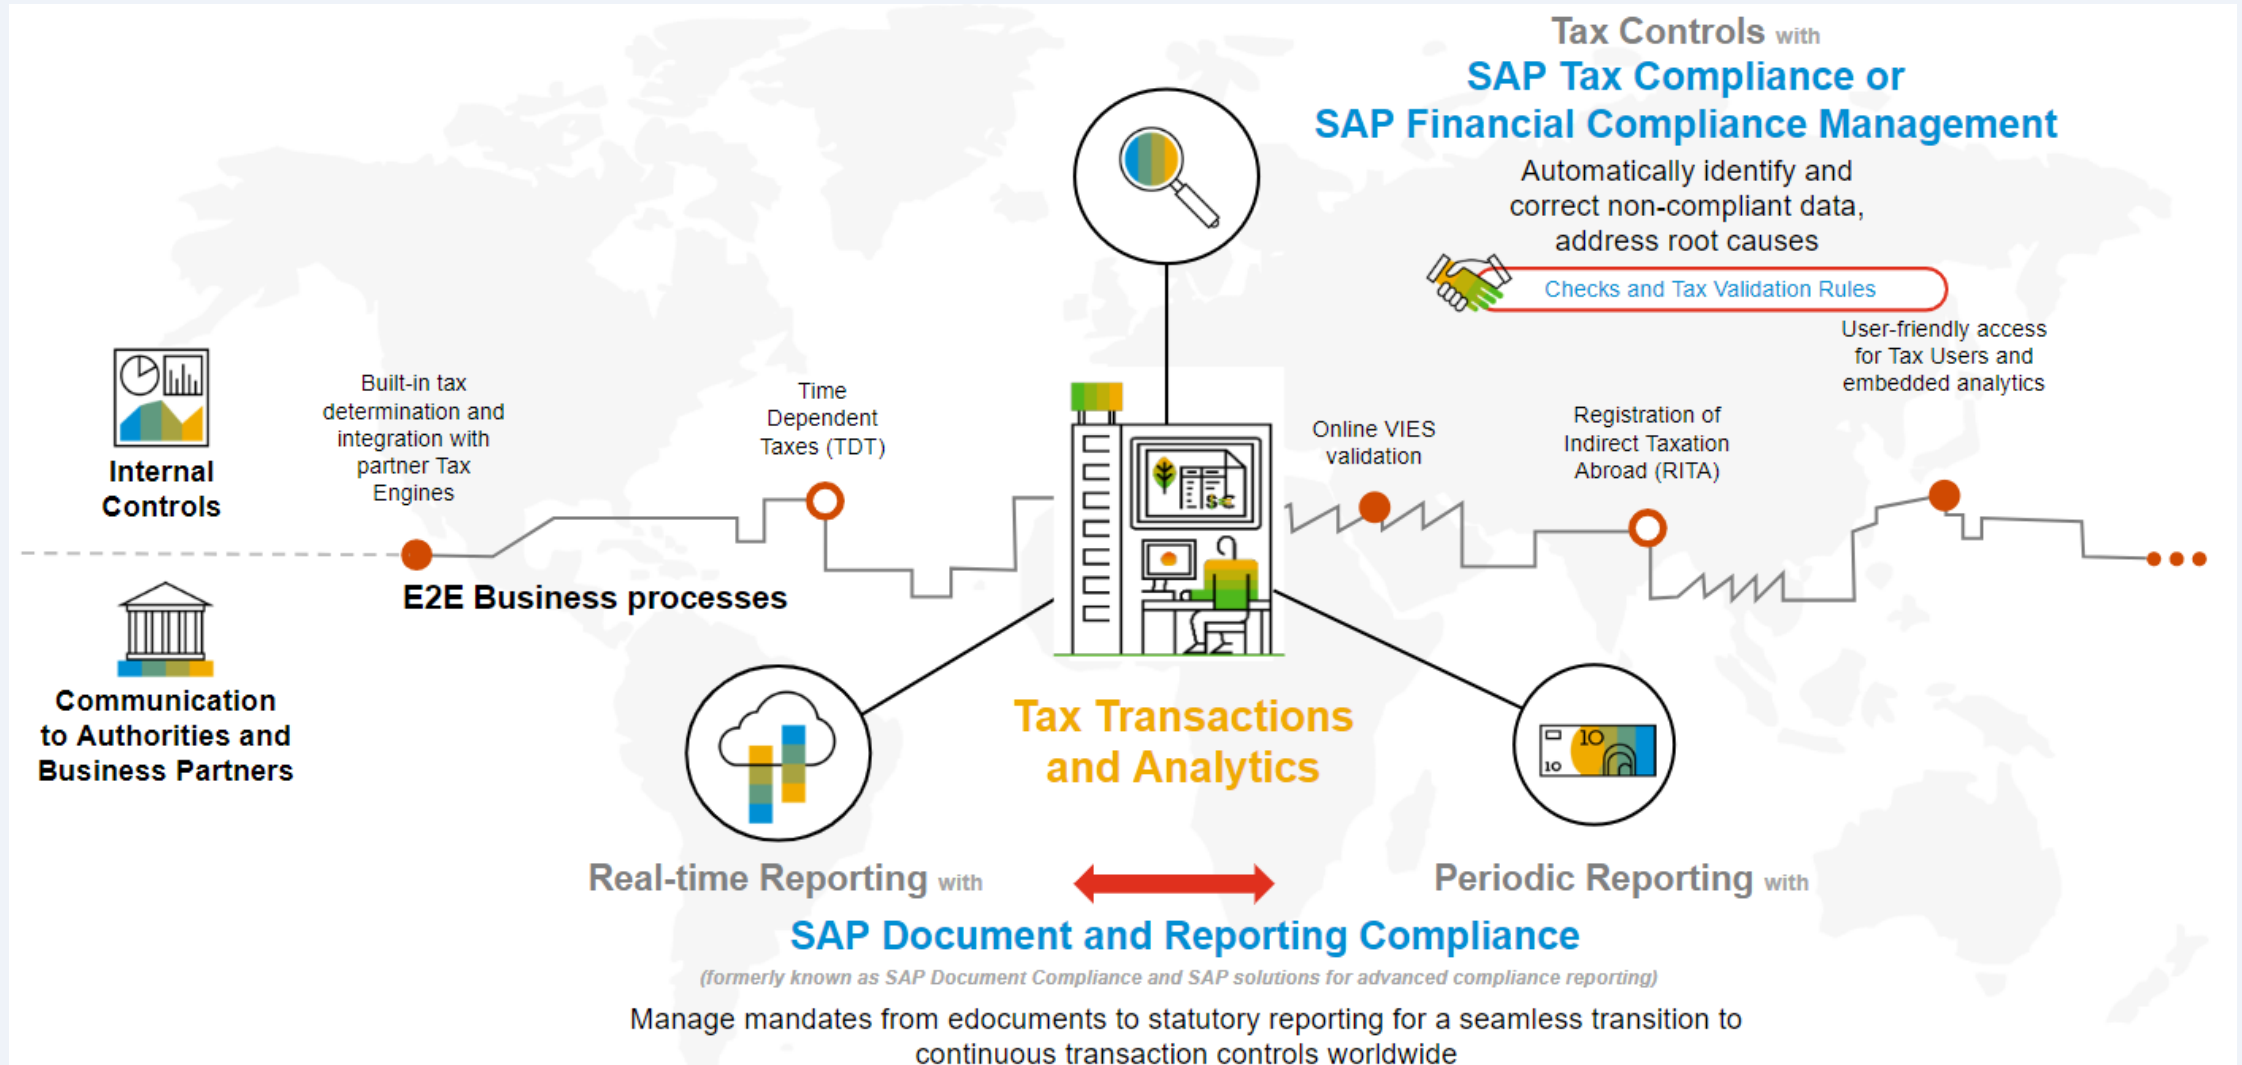 Tax Controls with
SAP Tax Compliance or
SAP Financial Compliance Management
Automatically identify and
correct non-compliant data,
address root causes
Checks and Tax Validation Rules
User-friendly access
for Tax Users and
embedded analytics
Internal
Controls
Built-in tax
determination and
integration with
partner Tax
Engines
Time
Dependent
Taxes (TDT)
Online VIES
validation
Registration of
Indirect Taxation
Abroad (RITA)
$€
E2E Business processes
Communication
to Authorities and
Business Partners
Tax Transactions
and Analytics
10
10
Real-time Reporting with
Periodic Reporting with
SAP Document and Reporting Compliance
(formerly known as SAP Document Compliance and SAP solutions for advanced compliance reporting)
Manage mandates from edocuments to statutory reporting for a seamless transition to
continuous transaction controls worldwide